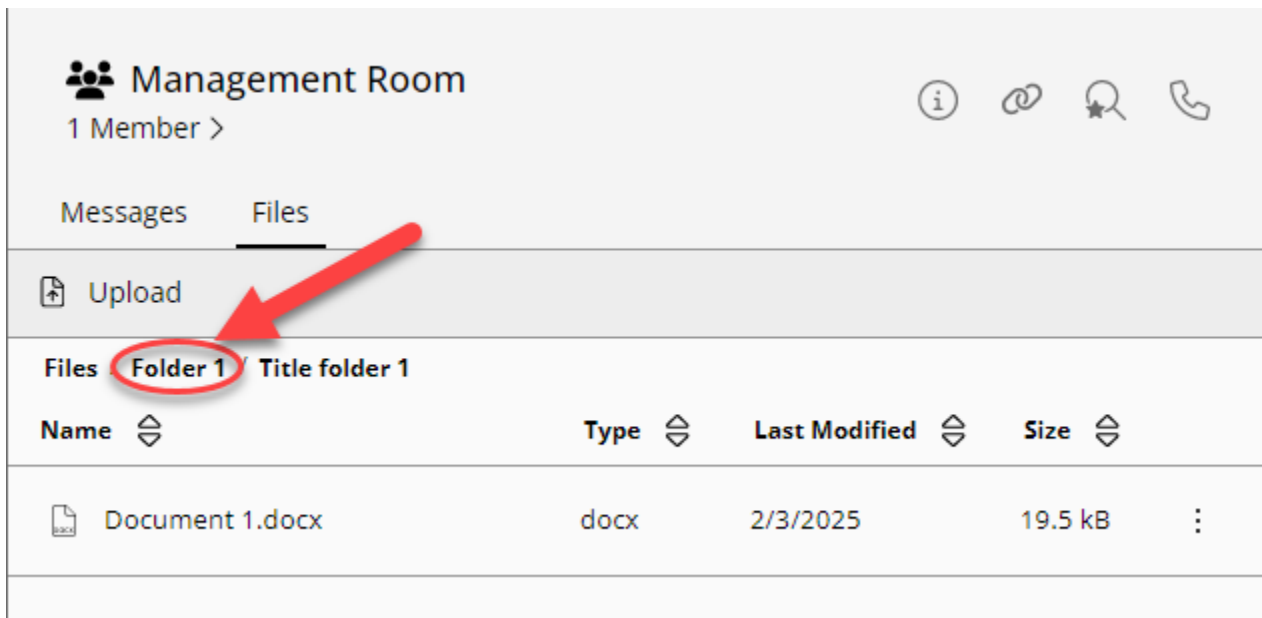 Management Room
1 Member >
Messages Files
Upload
Files / Folder 1 / Title folder 1
Name Type Last Modified Size
Document 1.docx docx 2/3/2025 19.5 kB